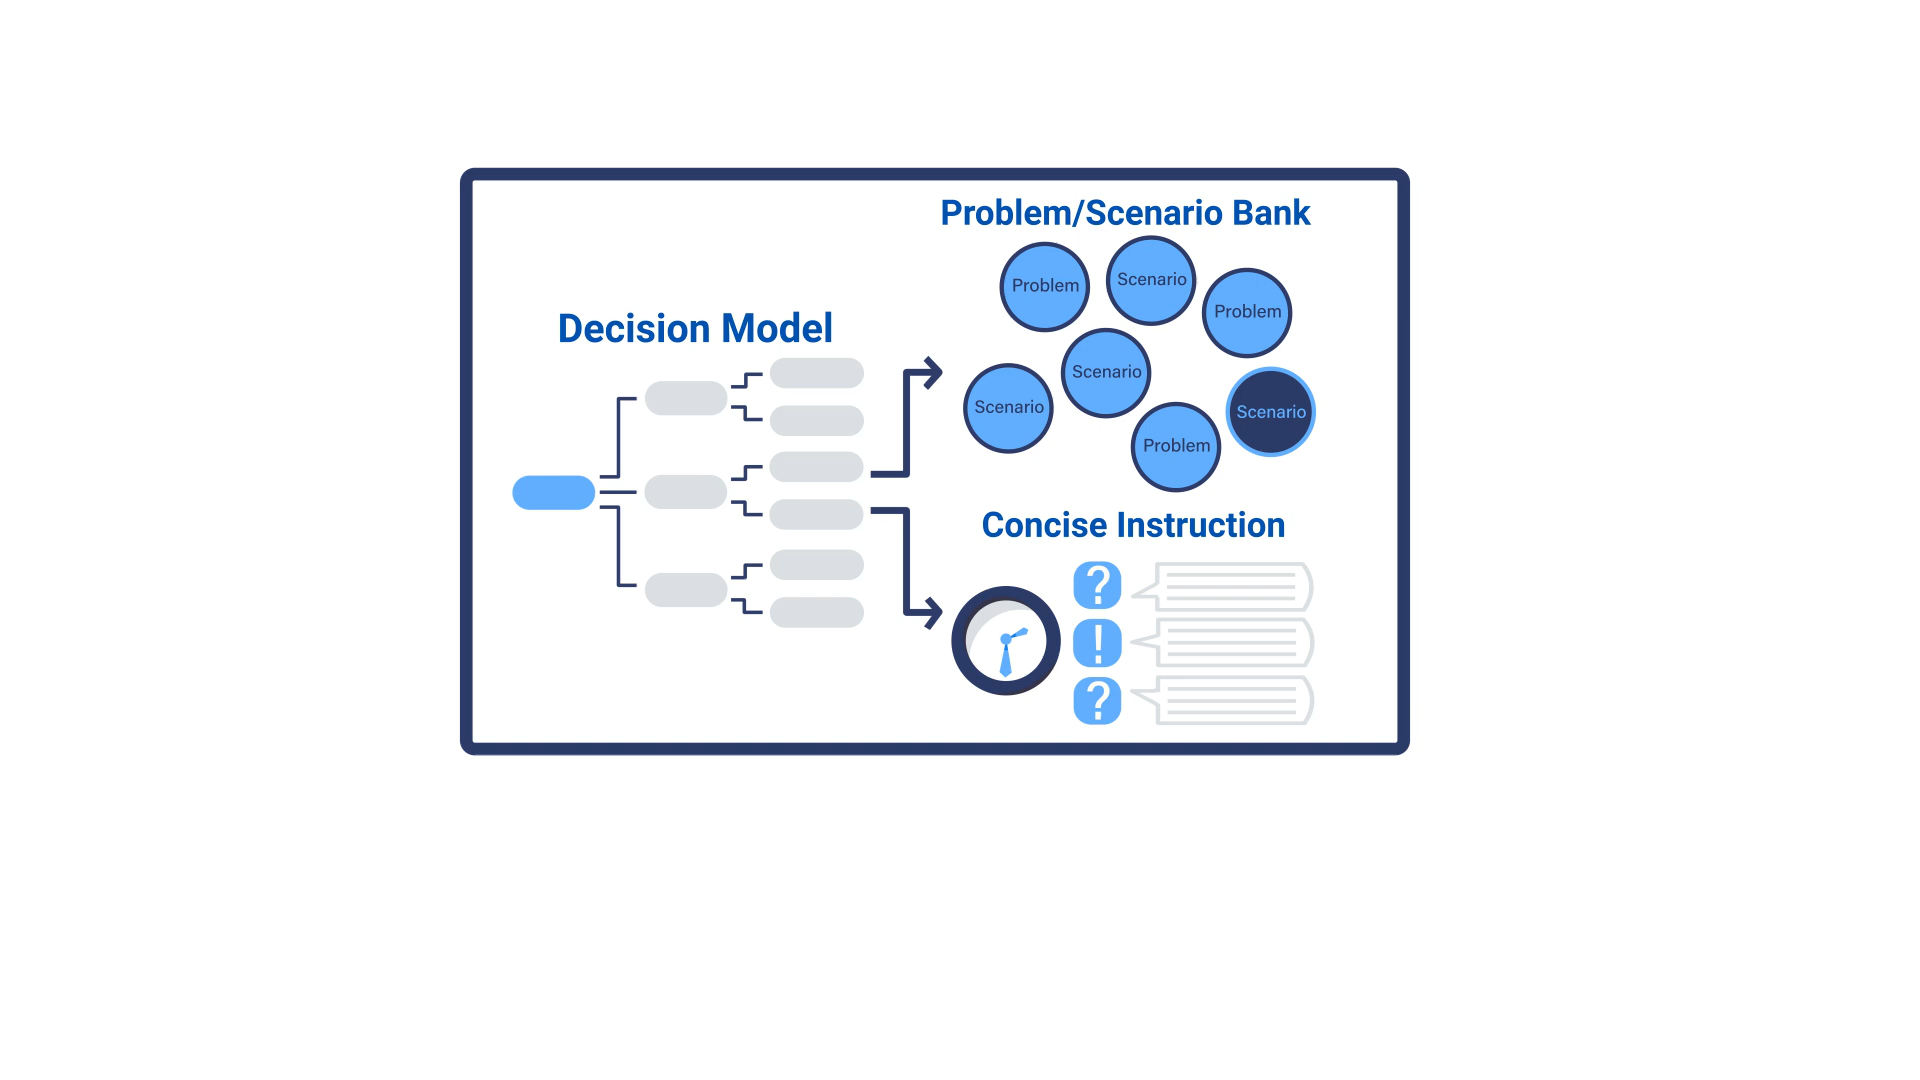 Problem/Scenario Bank
Problem
Scenario
Problem
Scenario
Scenario
Scenario
Problem
Decision Model
Concise Instruction
?
!
?